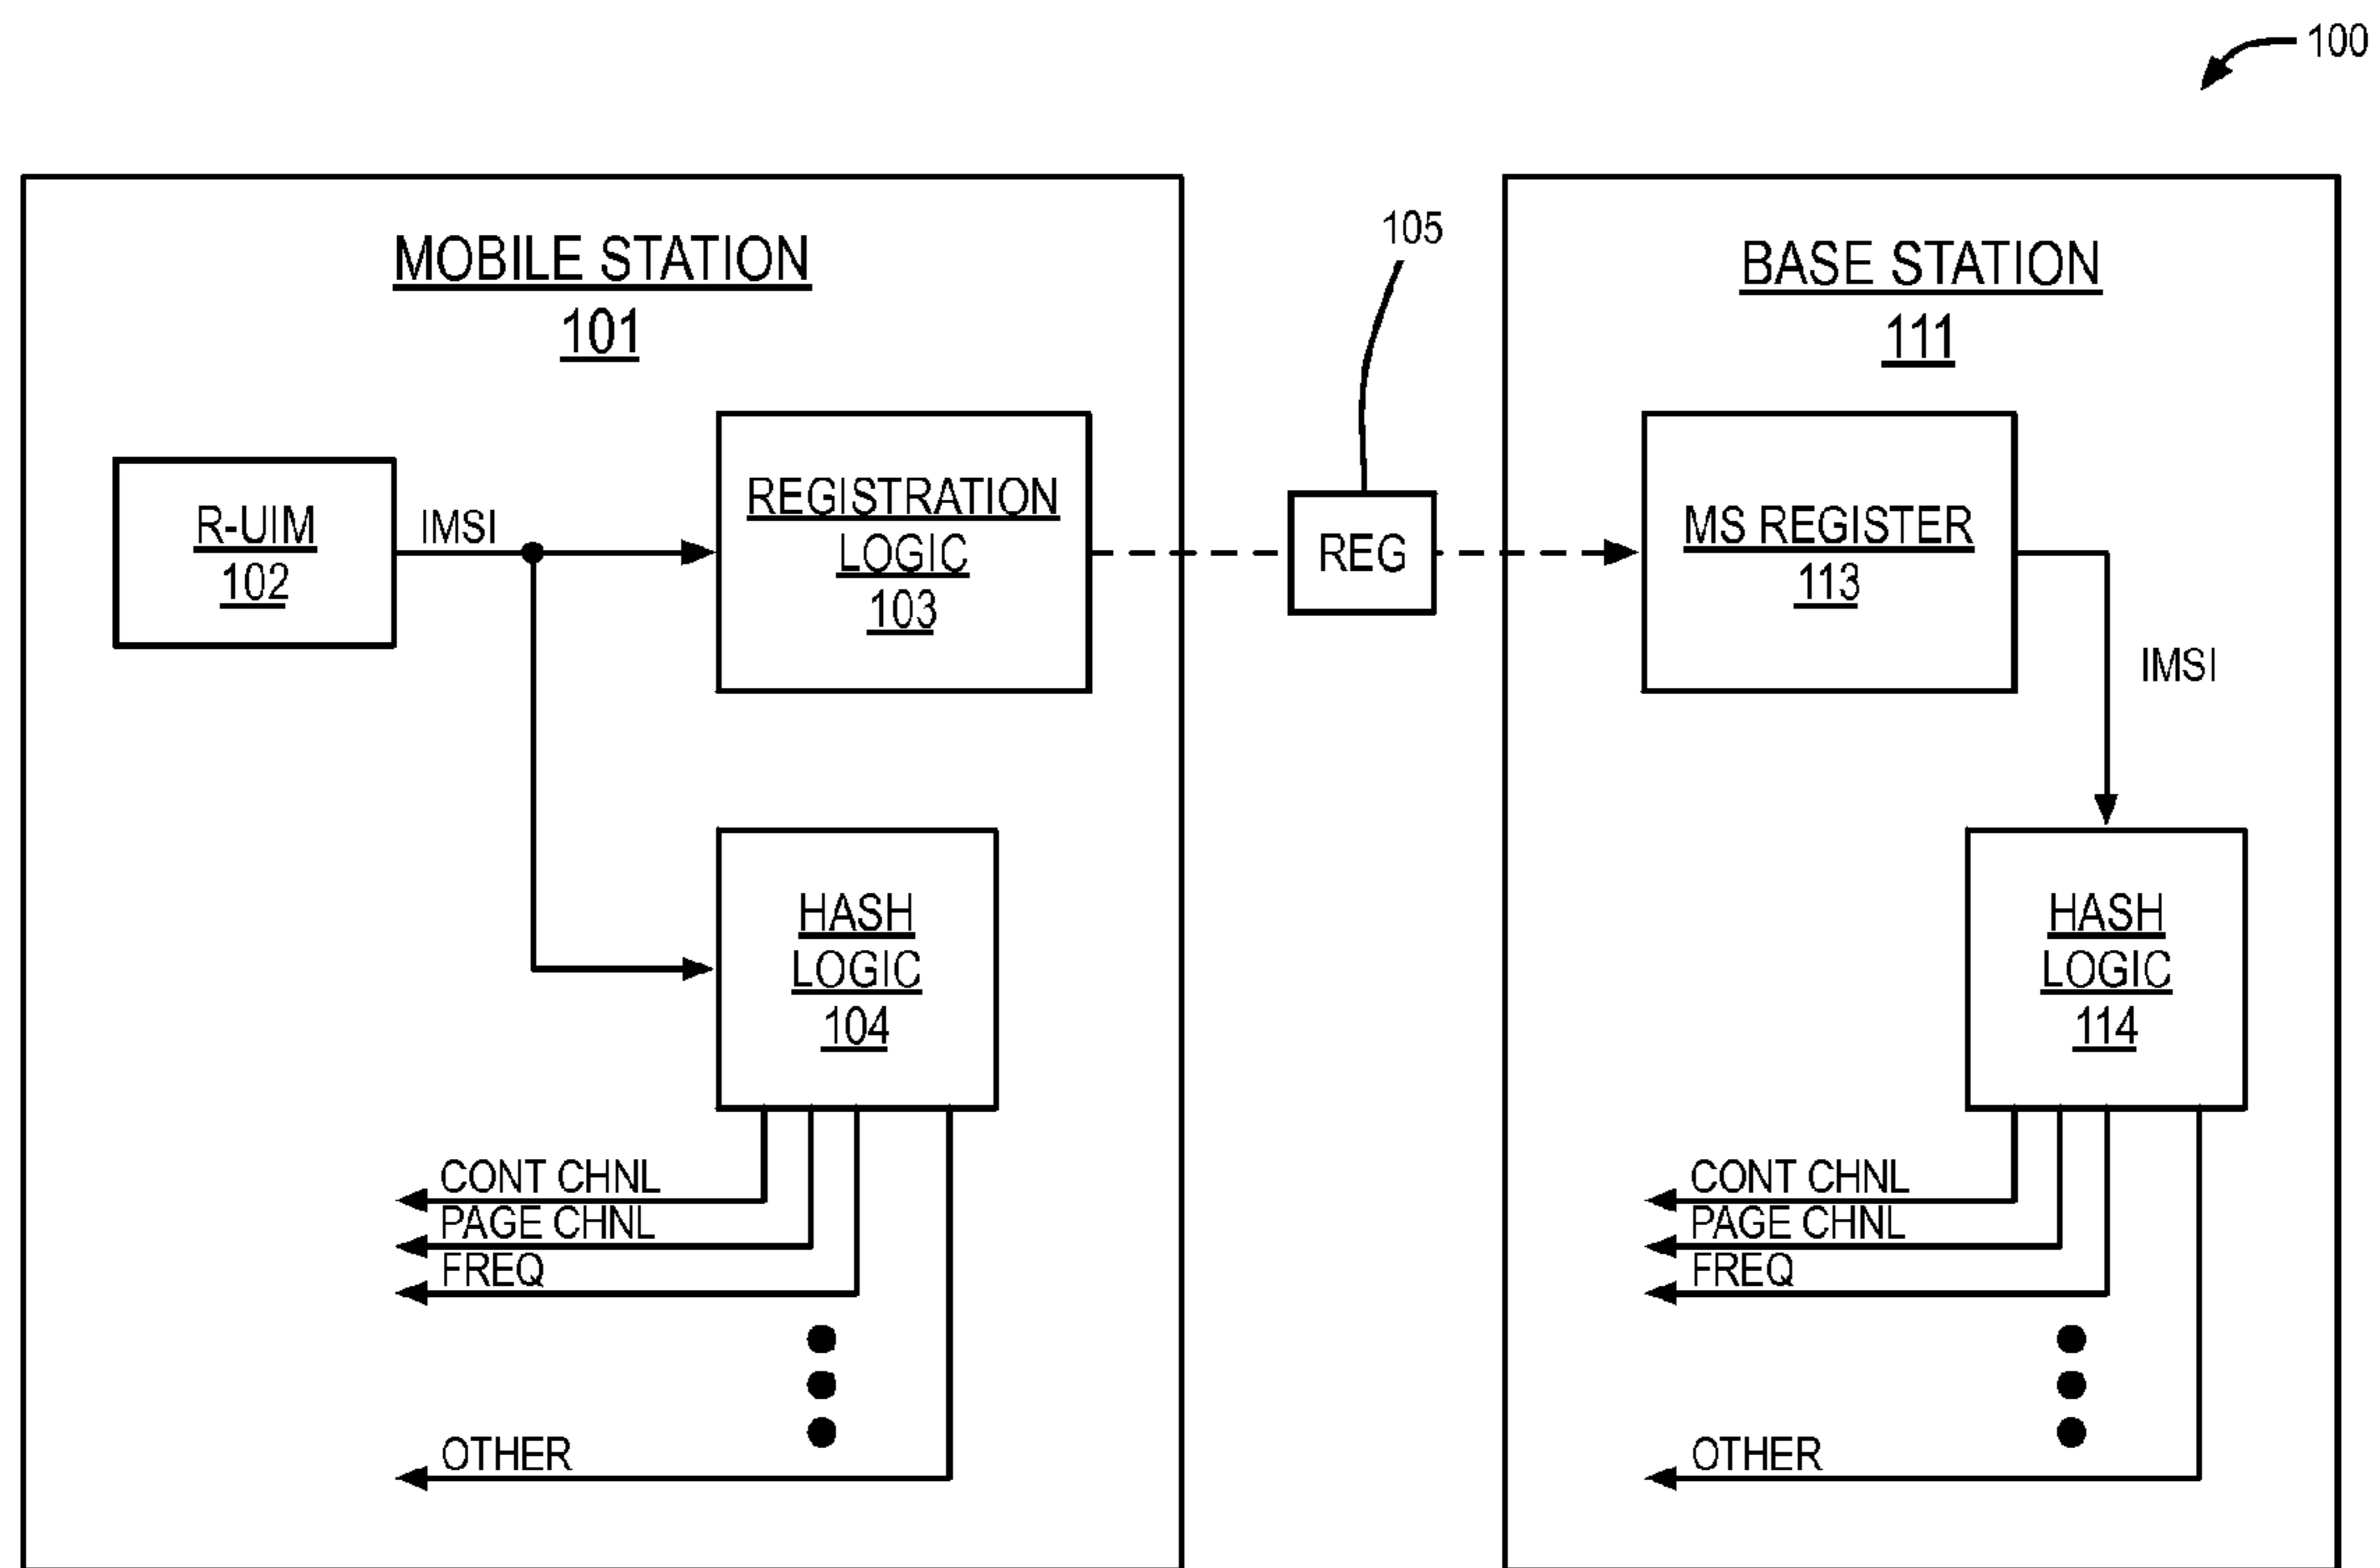 100
MOBILE STATION
101
R-UIM
102
IMSI
REGISTRATION
LOGIC
103
HASH
LOGIC
104
CONT CHNL
PAGE CHNL
FREQ
OTHER
105
REG
BASE STATION
111
MS REGISTER
113
IMSI
HASH
LOGIC
114
CONT CHNL
PAGE CHNL
FREQ
OTHER